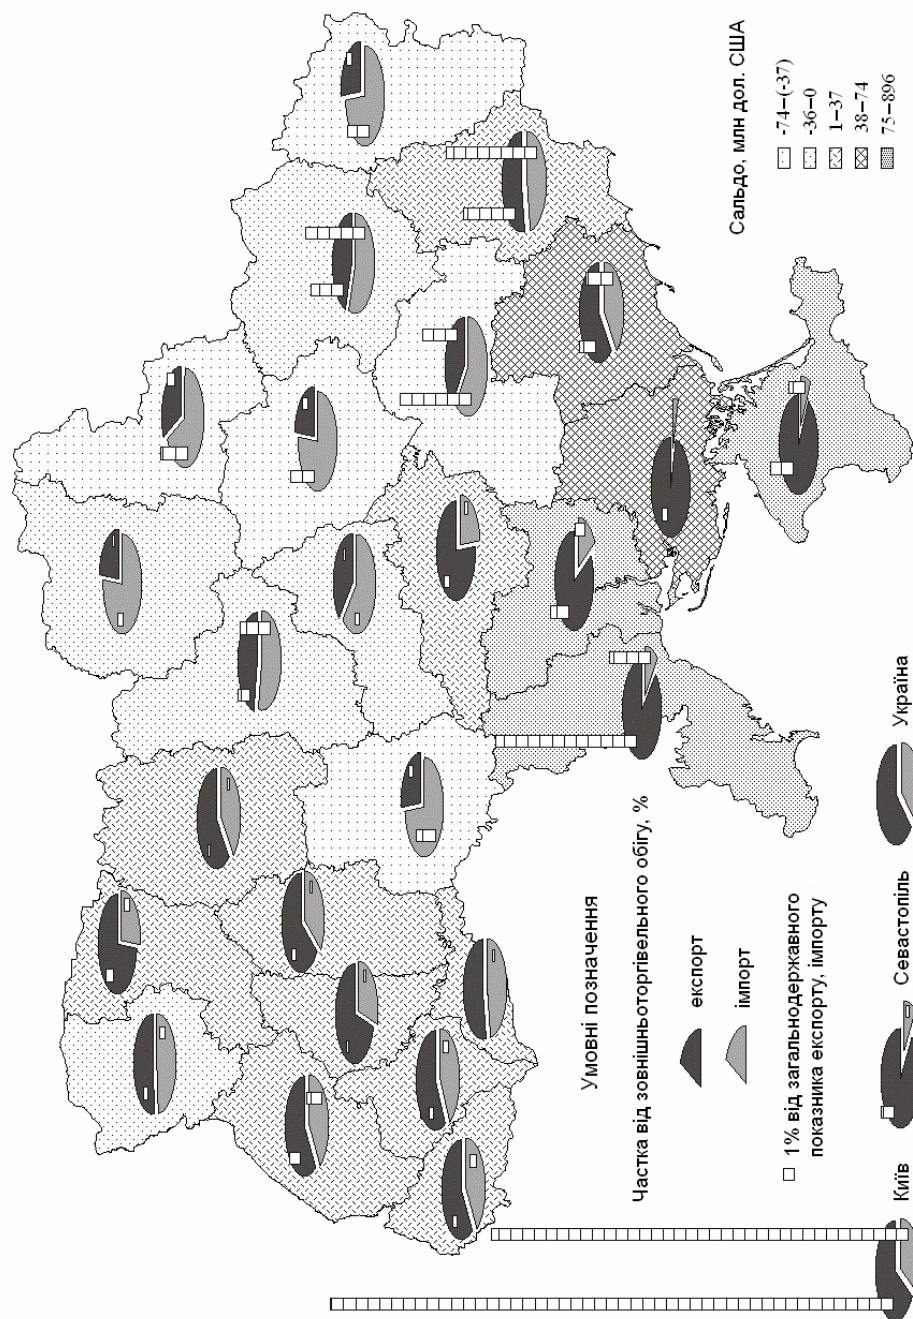 Сальдо, млн дол. США
-74–(-37)
-36–0
1–37
38–74
75–896
Умовні позначення
Частка від зовнішньоторгівельного обігу, %
експорт
імпорт
1% від загальнодержавного
показника експорту, імпорту
Київ
Севастопіль
Україна